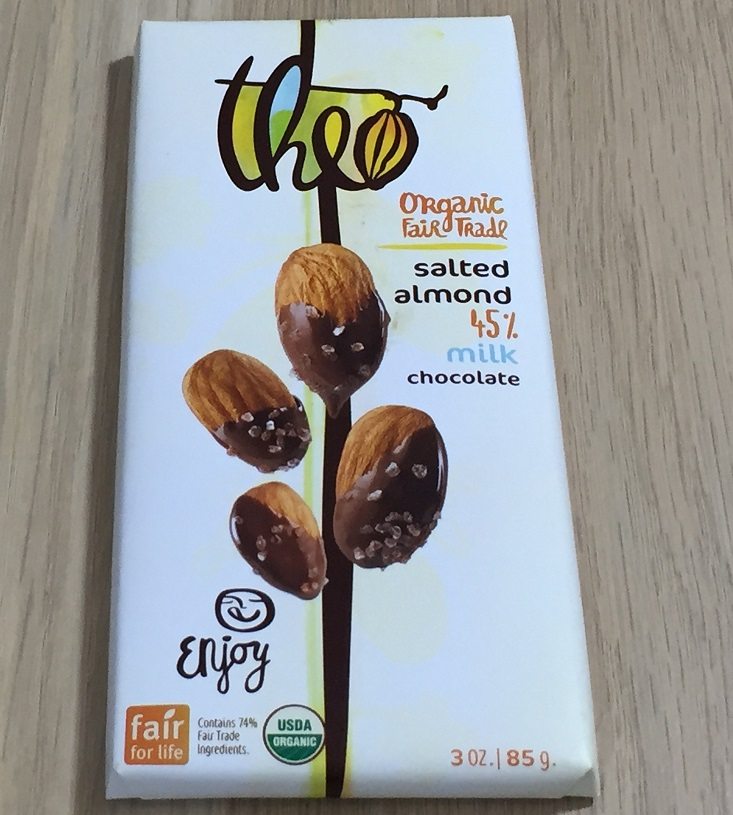 theo
Organic
Fair Trade
salted
almond
45%
milk
chocolate
Enjoy
fair
for life
Contains 74%
Fair Trade
Ingredients.
USDA
ORGANIC
3 OZ.| 85 g.